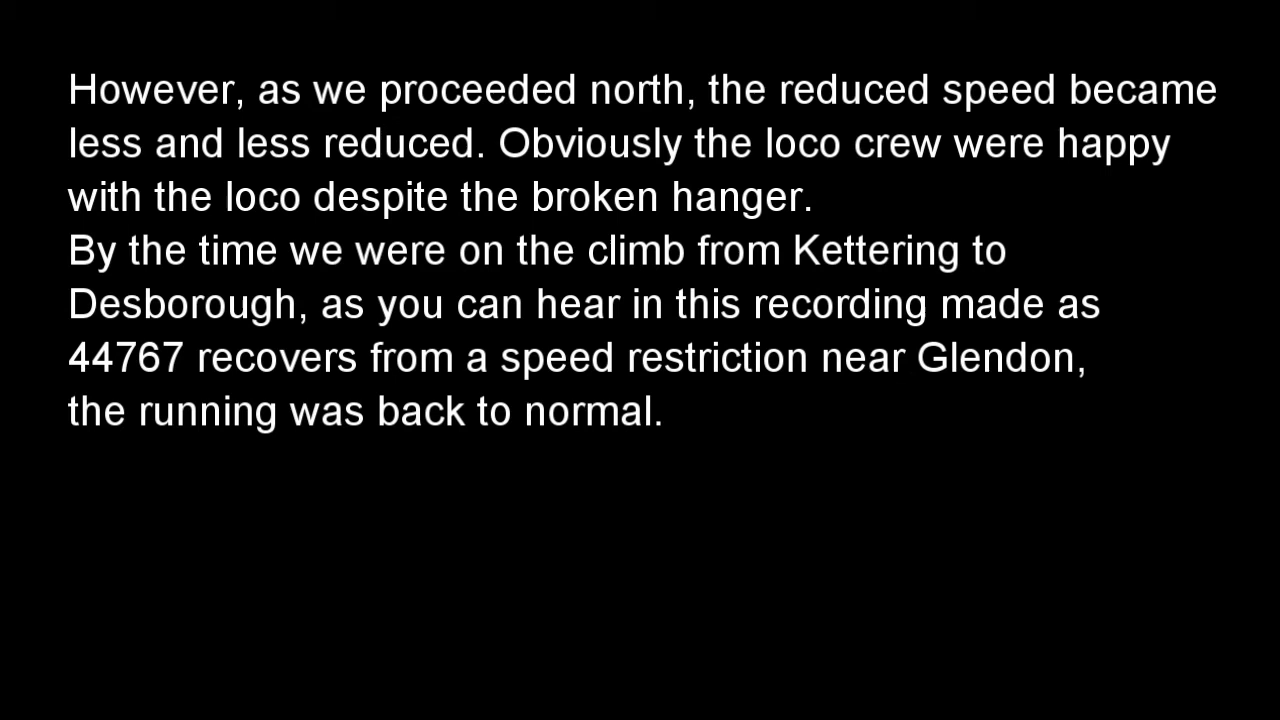 However, as we proceeded north, the reduced speed became
less and less reduced. Obviously the loco crew were happy
with the loco despite the broken hanger.
By the time we were on the climb from Kettering to
Desborough, as you can hear in this recording made as
44767 recovers from a speed restriction near Glendon,
the running was back to normal.